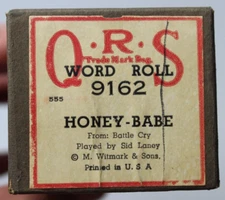 Q·R·S
Trade Mark Reg.
WORD ROLL
9162
555
HONEY-BABE
From: Battle Cry
Played by Sid Laney
© M. Witmark & Sons.
Printed in U S A